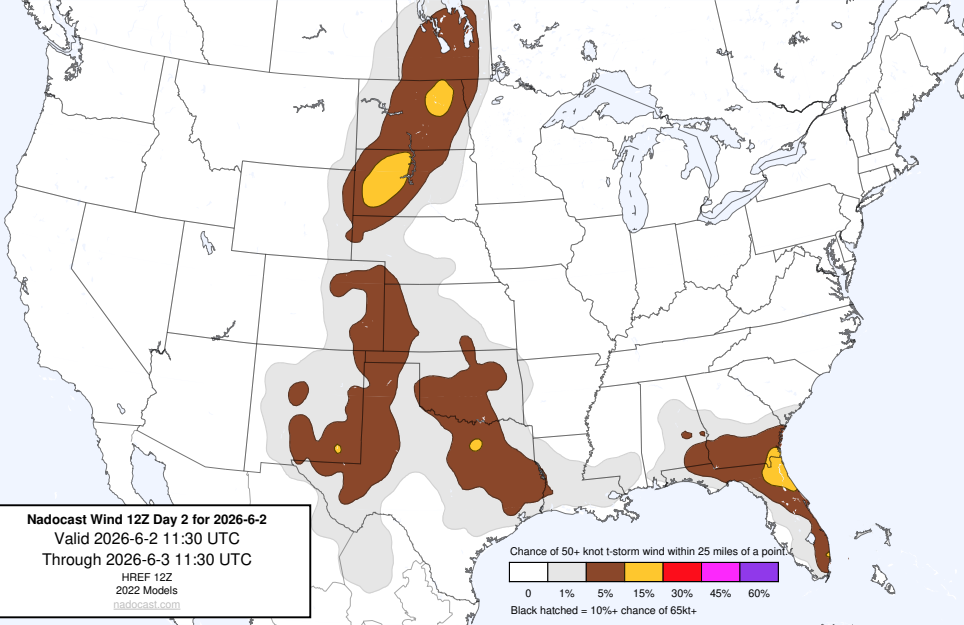 Nadocast Wind 12Z Day 2 for 2026-6-2
Valid 2026-6-2 11:30 UTC
Through 2026-6-3 11:30 UTC
HREF 12Z
2022 Models
nadocast.com
Chance of 50+ knot t-storm wind within 25 miles of a point.
0 1% 5% 15% 30% 45% 60%
Black hatched = 10%+ chance of 65kt+